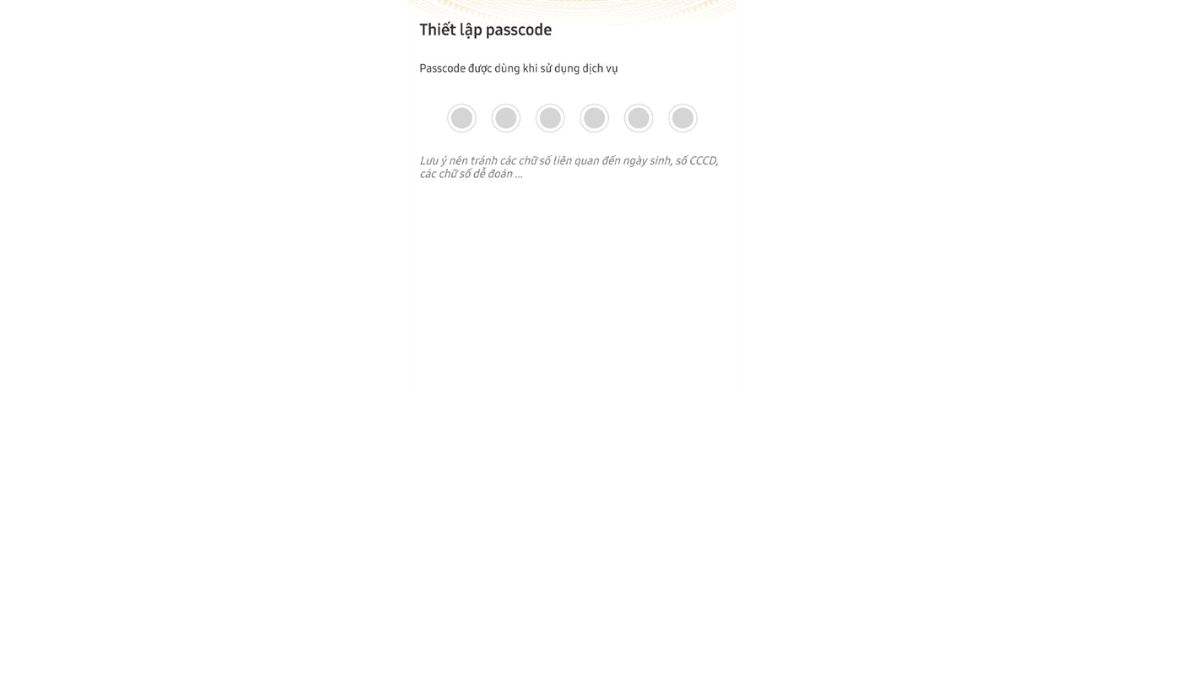 Thiết lập passcode
Passcode được dùng khi sử dụng dịch vụ
Lưu ý nên tránh các chữ số liên quan đến ngày sinh, số CCCD,
các chữ số dễ đoán ...